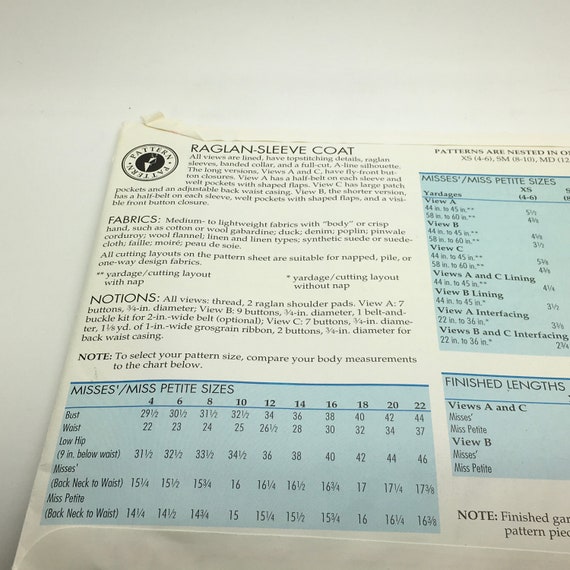 PATTERN • PATTERN •
RAGLAN-SLEEVE COAT
All views are lined, have topstitching details, raglan
sleeves, banded collar, and a full-cut, A-line silhouette.
The long versions, Views A and C, have fly-front but-
ton closures. View A has a half-belt on each sleeve and
welt pockets with shaped flaps. View C has large patch
pockets and an adjustable back waist casing. View B, the shorter version,
has a half-belt on each sleeve, welt pockets with shaped flaps, and a visi-
ble front button closure.
FABRICS: Medium- to lightweight fabrics with "body" or crisp
hand, such as cotton or wool gabardine; duck; denim; poplin; pinwale
corduroy; wool flannel; linen and linen types; synthetic suede or suede-
cloth; faille; moiré; peau de soie.
All cutting layouts on the pattern sheet are suitable for napped, pile, or
one-way design fabrics.
** yardage/cutting layout
with nap
* yardage/cutting layout
without nap
NOTIONS: All views: thread, 2 raglan shoulder pads. View A: 7
buttons, ¾-in. diameter; View B: 9 buttons, ¾-in. diameter, 1 belt-and-
buckle kit for 2-in.-wide belt (optional); View C: 7 buttons, ¾-in. diame-
ter, 1⅛ yd. of 1-in.-wide grosgrain ribbon, 2 buttons, ¾-in. diameter for
back waist casing.
NOTE: To select your pattern size, compare your body measurements
to the chart below.
MISSES'/MISS PETITE SIZES
4 6 8 10 12 14 16 18 20 22
Bust 29½ 30½ 31½ 32½ 34 36 38 40 42 44
Waist 22 23 24 25 26½ 28 30 32 34 37
Low Hip
(9 in. below waist) 31½ 32½ 33½ 34½ 36 38 40 42 44 46
Misses'
(Back Neck to Waist) 15¼ 15½ 15¾ 16 16¼ 16½ 16¾ 17 17¼ 17⅜
Miss Petite
(Back Neck to Waist) 14¼ 14½ 14¾ 15 15¼ 15½ 15¾ 16 16¼ 16⅜
PATTERNS ARE NESTED IN
XS (4-6), SM (8-10), MD (12
MISSES'/MISS PETITE SIZES
Yardages XS
(4-6)
View A
44 in. to 45 in.** 5½
58 in. to 60 in.** 4⅜
View B
44 in. to 45 in.** 4⅜
58 in. to 60 in.** 3½
View C
44 in. to 45 in.**
58 in. to 60 in.** 4⅜
Views A and C Lining
44 in. to 45 in.* 4¼
View B Lining
44 in. to 45 in.* 3½
View A Interfacing
22 in. to 36 in.* 3½
Views B and C Interfacing
22 in. to 36 in.* 2¾
FINISHED LENGTHS
Views A and C
Misses'
Miss Petite
View B
Misses'
Miss Petite
NOTE: Finished gar
pattern piec